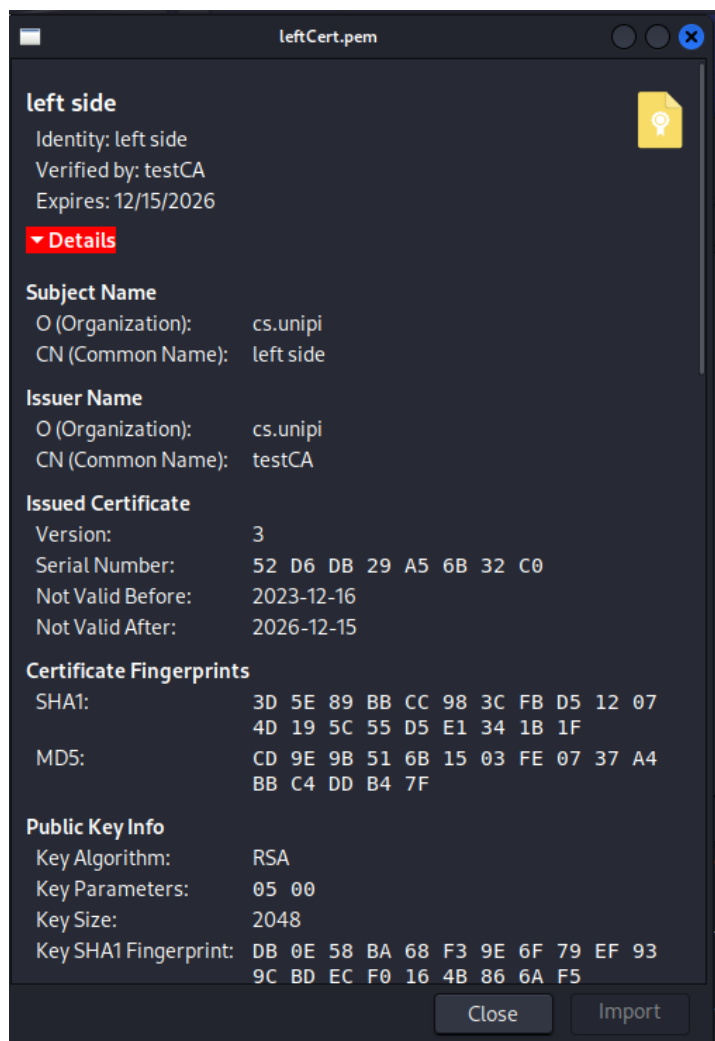 leftCert.pem
left side
Identity: left side
Verified by: testCA
Expires: 12/15/2026
Details
Subject Name
O (Organization): cs.unipi
CN (Common Name): left side
Issuer Name
O (Organization): cs.unipi
CN (Common Name): testCA
Issued Certificate
Version: 3
Serial Number: 52 D6 DB 29 A5 6B 32 C0
Not Valid Before: 2023-12-16
Not Valid After: 2026-12-15
Certificate Fingerprints
SHA1: 3D 5E 89 BB CC 98 3C FB D5 12 07
4D 19 5C 55 D5 E1 34 1B 1F
MD5: CD 9E 9B 51 6B 15 03 FE 07 37 A4
BB C4 DD B4 7F
Public Key Info
Key Algorithm: RSA
Key Parameters: 05 00
Key Size: 2048
Key SHA1 Fingerprint: DB 0E 58 BA 68 F3 9E 6F 79 EF 93
9C BD EC F0 16 4B 86 6A F5
Close Import